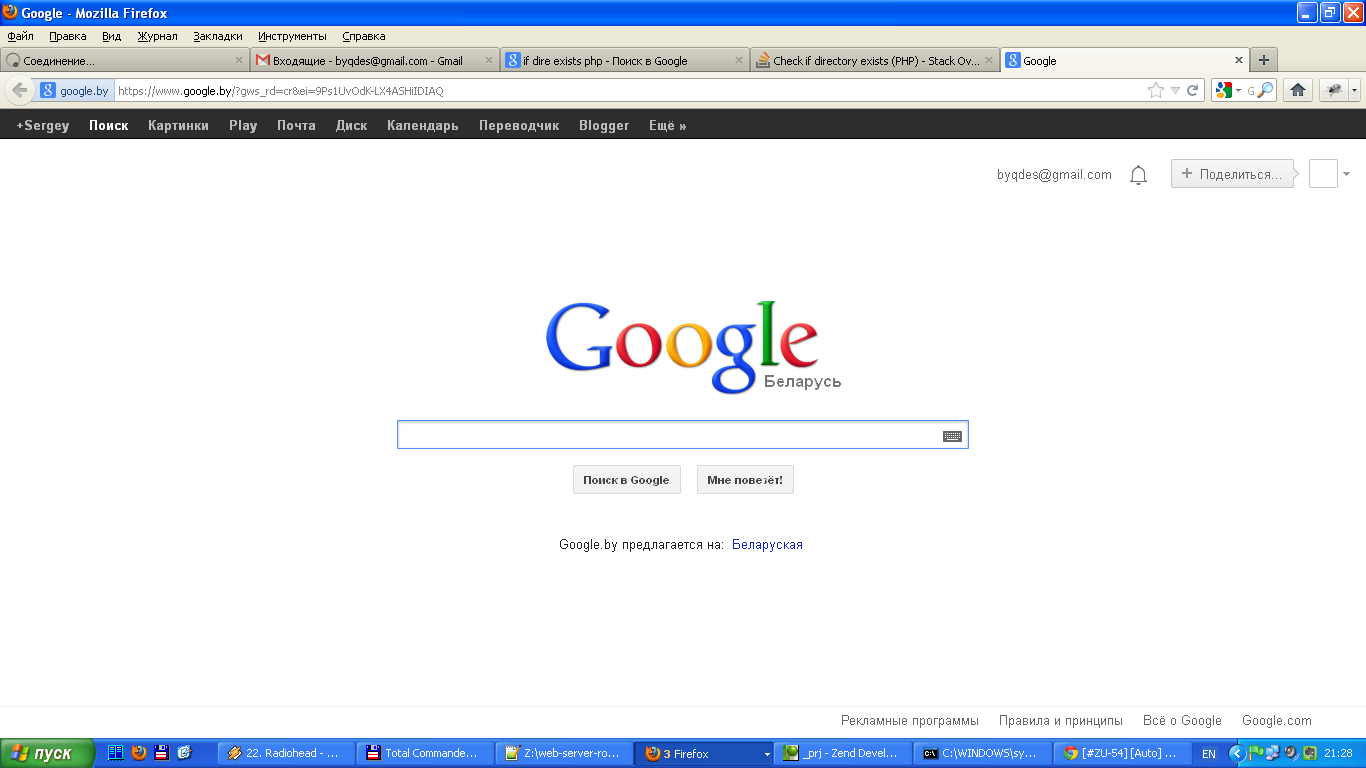 Google - Mozilla Firefox
Файл Правка Вид Журнал Закладки Инструменты Справка
Соединение... Входящие - byqdes@gmail.com - Gmail if dire exists php - Поиск в Google Check if directory exists (PHP) - Stack Ov... Google
google.by https://www.google.by/?gws_rd=cr&ei=9Ps1UvOdK-LX4ASHiIDIAQ G
+Sergey Поиск Картинки Play Почта Диск Календарь Переводчик Blogger Ещё »
byqdes@gmail.com + Поделиться...
Google
Беларусь
Поиск в Google Мне повезёт!
Google.by предлагается на: Беларуская
Рекламные программы Правила и принципы Всё о Google Google.com
пуск 22. Radiohead - ... Total Commande... Z:\web-server-ro... 3 Firefox _prj - Zend Devel... C:\WINDOWS\sy... [#ZU-54] [Auto] ... EN 21:28